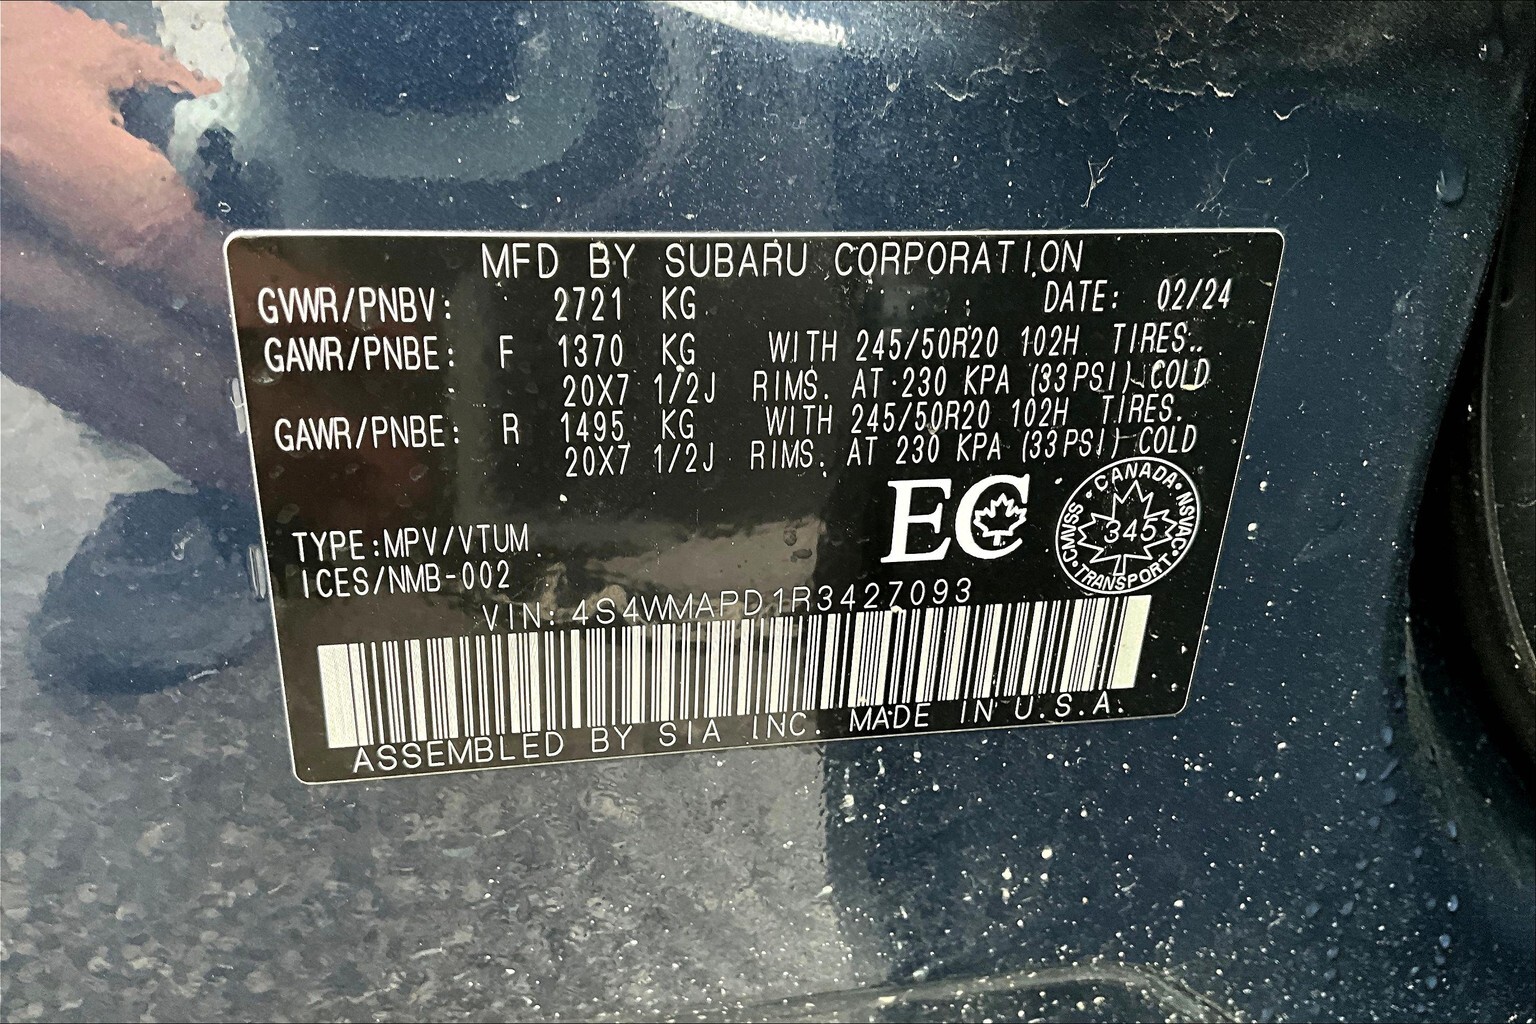 MFD BY SUBARU CORPORATION
GVWR/PNBV: 2721 KG DATE: 02/24
GAWR/PNBE: F 1370 KG WITH 245/50R20 102H TIRES.
20X7 1/2J RIMS. AT 230 KPA (33PSI) COLD
GAWR/PNBE: R 1495 KG WITH 245/50R20 102H TIRES.
20X7 1/2J RIMS. AT 230 KPA (33PSI) COLD
EC
CANADA • NSVAC • TRANSPORT • CMVSS •
345
TYPE:MPV/VTUM
ICES/NMB-002
VIN: 4S4WMAPD1R3427093
ASSEMBLED BY SIA INC. MADE IN U.S.A.